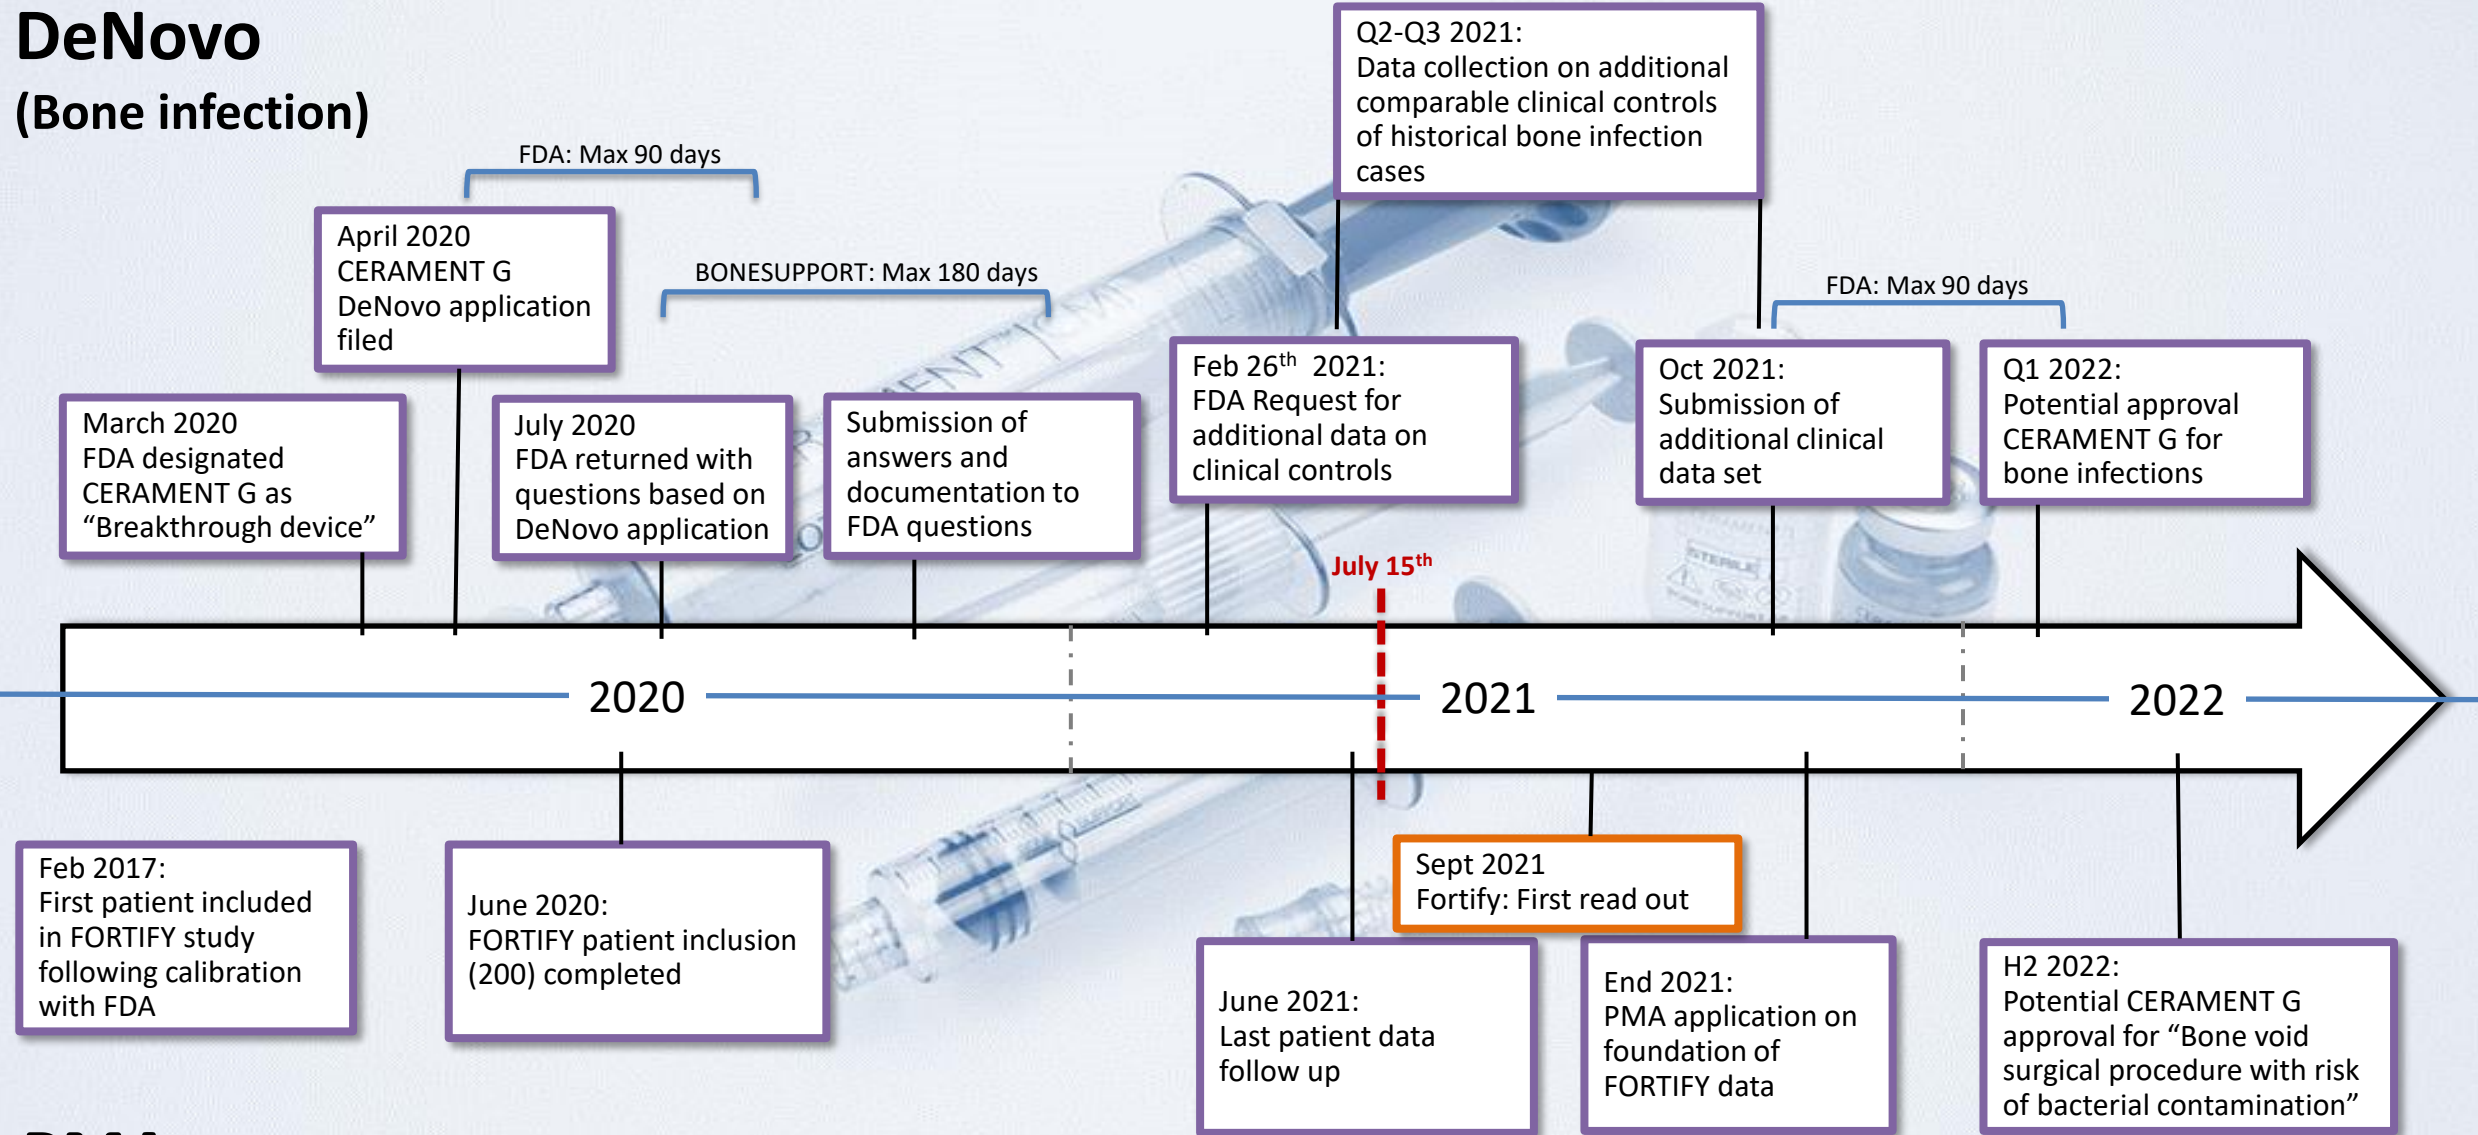 DeNovo
(Bone infection)
FDA: Max 90 days
BONESUPPORT: Max 180 days
FDA: Max 90 days
March 2020
FDA designated
CERAMENT G as
“Breakthrough device”
April 2020
CERAMENT G
DeNovo application
filed
July 2020
FDA returned with
questions based on
DeNovo application
Submission of
answers and
documentation to
FDA questions
Feb 26th 2021:
FDA Request for
additional data on
clinical controls
Q2-Q3 2021:
Data collection on additional
comparable clinical controls
of historical bone infection
cases
Oct 2021:
Submission of
additional clinical
data set
Q1 2022:
Potential approval
CERAMENT G for
bone infections
July 15th
STERILE
2020
2021
2022
Feb 2017:
First patient included
in FORTIFY study
following calibration
with FDA
June 2020:
FORTIFY patient inclusion
(200) completed
June 2021:
Last patient data
follow up
Sept 2021
Fortify: First read out
End 2021:
PMA application on
foundation of
FORTIFY data
H2 2022:
Potential CERAMENT G
approval for “Bone void
surgical procedure with risk
of bacterial contamination”